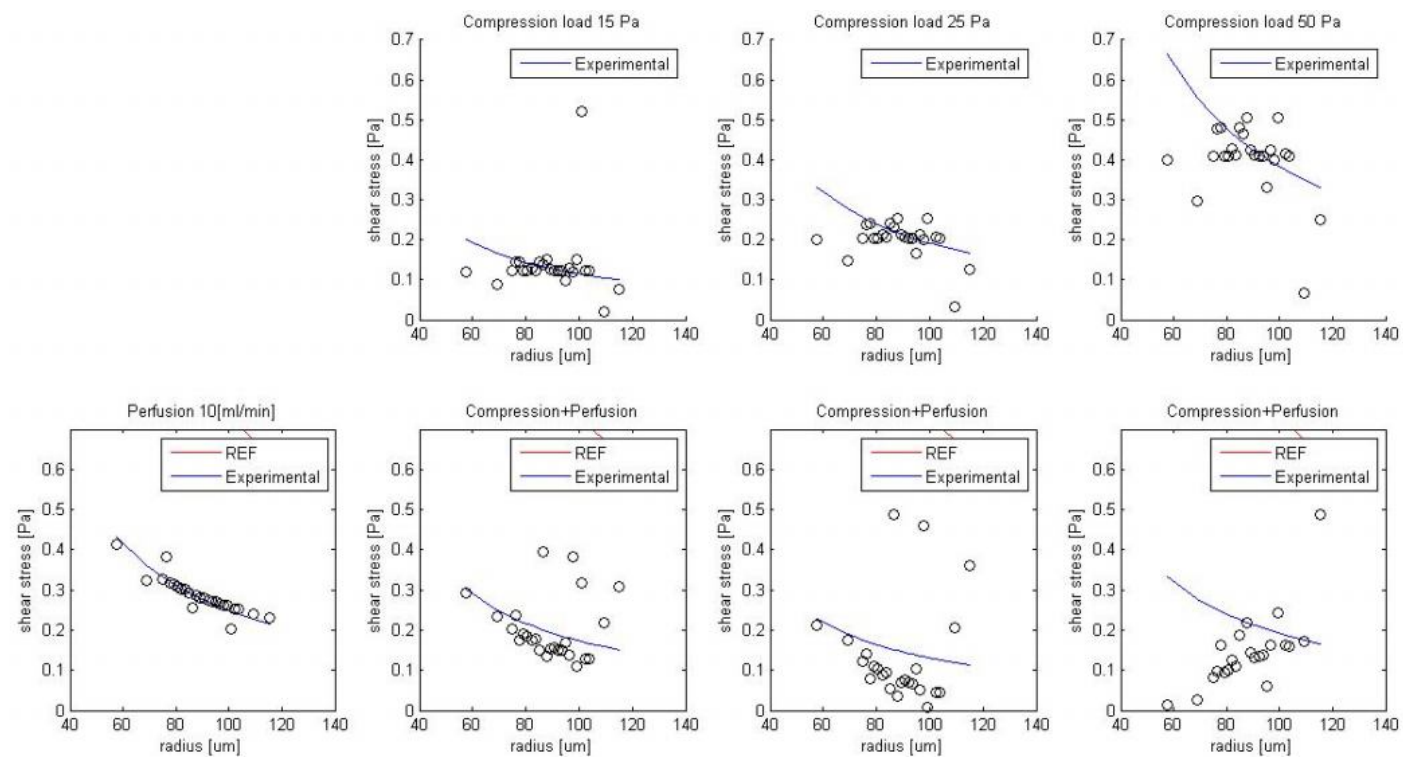 Compression load 15 Pa
0.7
0.6
0.5
0.4
0.3
0.2
0.1
0
shear stress [Pa]
Experimental
40 60 80 100 120 140
radius [um]
Compression load 25 Pa
0.7
0.6
0.5
0.4
0.3
0.2
0.1
0
shear stress [Pa]
Experimental
40 60 80 100 120 140
radius [um]
Compression load 50 Pa
0.7
0.6
0.5
0.4
0.3
0.2
0.1
0
shear stress [Pa]
Experimental
40 60 80 100 120 140
radius [um]
Perfusion 10[ml/min]
0.6
0.5
0.4
0.3
0.2
0.1
0
shear stress [Pa]
REF
Experimental
40 60 80 100 120 140
radius [um]
Compression+Perfusion
0.6
0.5
0.4
0.3
0.2
0.1
0
shear stress [Pa]
REF
Experimental
40 60 80 100 120 140
radius [um]
Compression+Perfusion
0.6
0.5
0.4
0.3
0.2
0.1
0
shear stress [Pa]
REF
Experimental
40 60 80 100 120 140
radius [um]
Compression+Perfusion
0.6
0.5
0.4
0.3
0.2
0.1
0
shear stress [Pa]
REF
Experimental
40 60 80 100 120 140
radius [um]